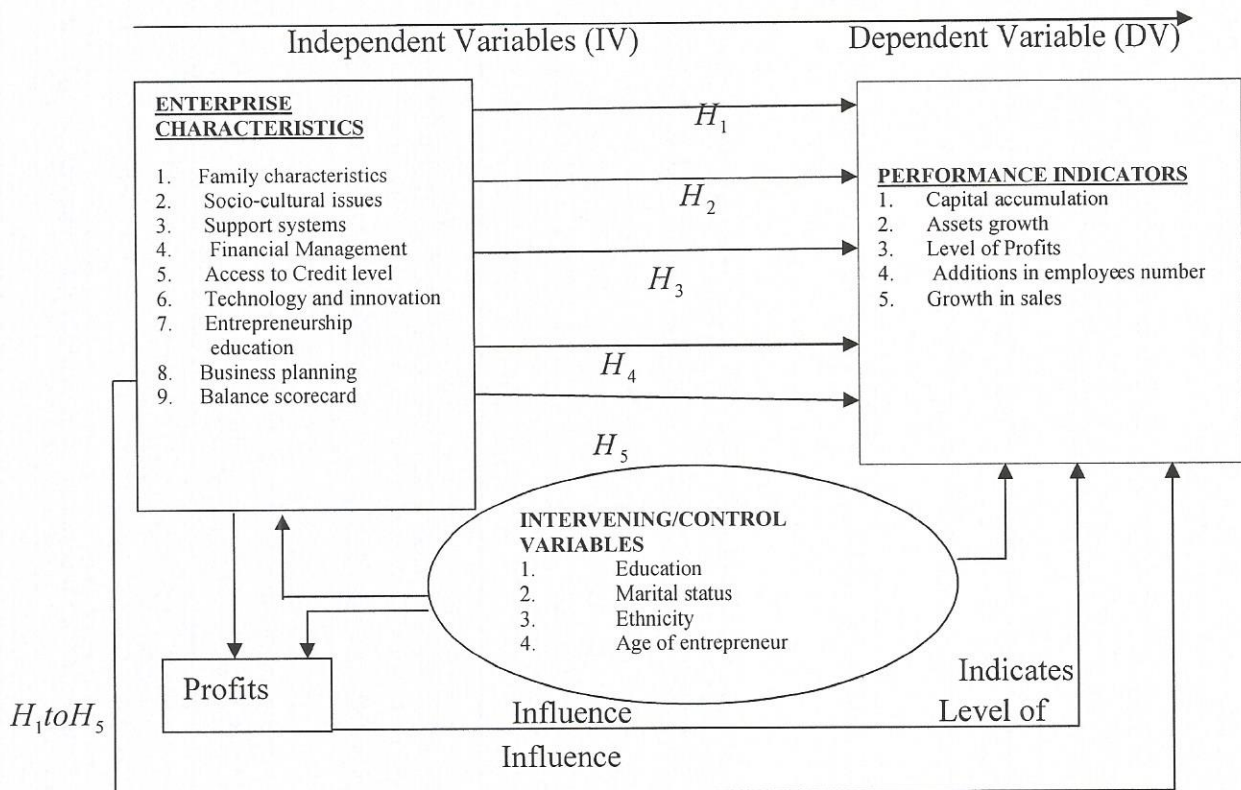 Independent Variables (IV)
Dependent Variable (DV)
ENTERPRISE
CHARACTERISTICS
1. Family characteristics
2. Socio-cultural issues
3. Support systems
4. Financial Management
5. Access to Credit level
6. Technology and innovation
7. Entrepreneurship
education
8. Business planning
9. Balance scorecard
H1
H2
H3
H4
H5
PERFORMANCE INDICATORS
1. Capital accumulation
2. Assets growth
3. Level of Profits
4. Additions in employees number
5. Growth in sales
INTERVENING/CONTROL
VARIABLES
1. Education
2. Marital status
3. Ethnicity
4. Age of entrepreneur
Profits
H1toH5
Influence
Influence
Indicates
Level of